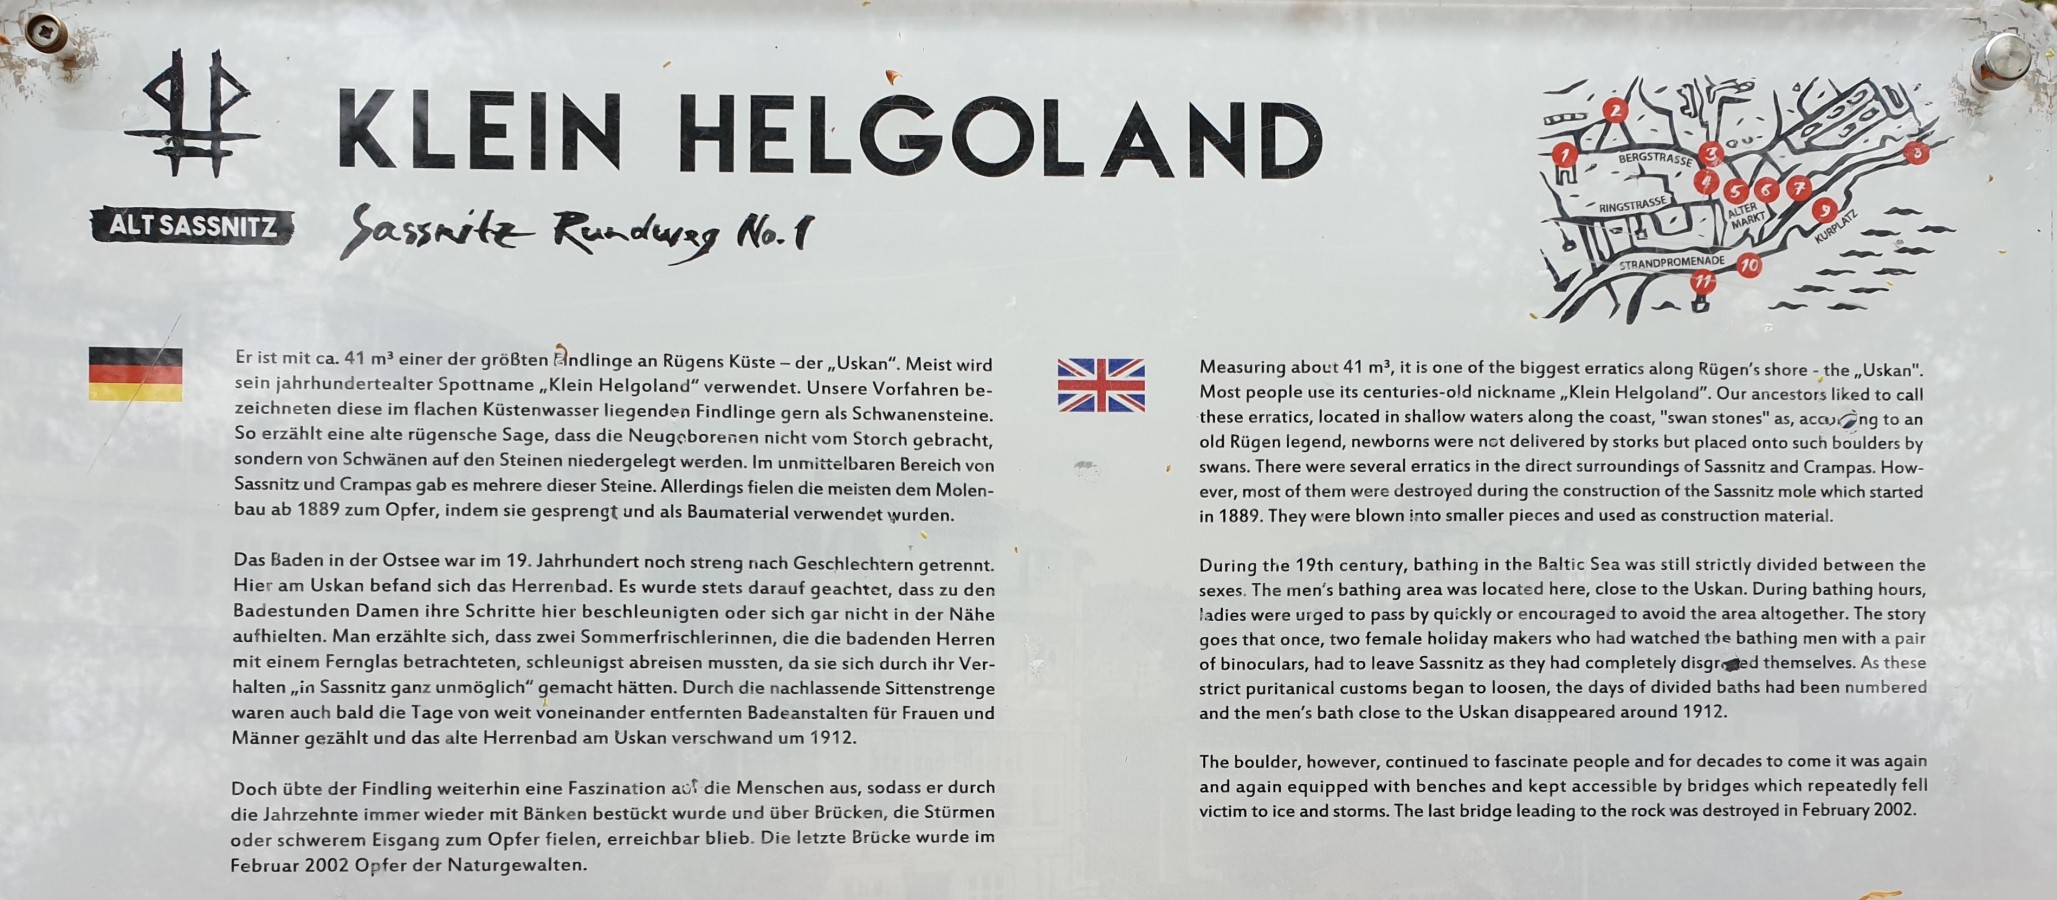 KLEIN HELGOLAND
ALT SASSNITZ
Sassnitz Rundweg No. 1
1
2
3
4
5
6
7
8
9
10
11
BERGSTRASSE
RINGSTRASSE
ALTER
MARKT
KURPLATZ
STRANDPROMENADE
Er ist mit ca. 41 m³ einer der größten Findlinge an Rügens Küste – der „Uskan“. Meist wird
sein jahrhundertealter Spottname „Klein Helgoland“ verwendet. Unsere Vorfahren be-
zeichneten diese im flachen Küstenwasser liegenden Findlinge gern als Schwanensteine.
So erzählt eine alte rügensche Sage, dass die Neugeborenen nicht vom Storch gebracht,
sondern von Schwänen auf den Steinen niedergelegt werden. Im unmittelbaren Bereich von
Sassnitz und Crampas gab es mehrere dieser Steine. Allerdings fielen die meisten dem Molen-
bau ab 1889 zum Opfer, indem sie gesprengt und als Baumaterial verwendet wurden.
Das Baden in der Ostsee war im 19. Jahrhundert noch streng nach Geschlechtern getrennt.
Hier am Uskan befand sich das Herrenbad. Es wurde stets darauf geachtet, dass zu den
Badestunden Damen ihre Schritte hier beschleunigten oder sich gar nicht in der Nähe
aufhielten. Man erzählte sich, dass zwei Sommerfrischlerinnen, die die badenden Herren
mit einem Fernglas betrachteten, schleunigst abreisen mussten, da sie sich durch ihr Ver-
halten „in Sassnitz ganz unmöglich“ gemacht hätten. Durch die nachlassende Sittenstrenge
waren auch bald die Tage von weit voneinander entfernten Badeanstalten für Frauen und
Männer gezählt und das alte Herrenbad am Uskan verschwand um 1912.
Doch übte der Findling weiterhin eine Faszination auf die Menschen aus, sodass er durch
die Jahrzehnte immer wieder mit Bänken bestückt wurde und über Brücken, die Stürmen
oder schwerem Eisgang zum Opfer fielen, erreichbar blieb. Die letzte Brücke wurde im
Februar 2002 Opfer der Naturgewalten.
Measuring about 41 m³, it is one of the biggest erratics along Rügen's shore - the „Uskan".
Most people use its centuries-old nickname „Klein Helgoland”. Our ancestors liked to call
these erratics, located in shallow waters along the coast, "swan stones" as, according to an
old Rügen legend, newborns were not delivered by storks but placed onto such boulders by
swans. There were several erratics in the direct surroundings of Sassnitz and Crampas. How-
ever, most of them were destroyed during the construction of the Sassnitz mole which started
in 1889. They were blown into smaller pieces and used as construction material.
During the 19th century, bathing in the Baltic Sea was still strictly divided between the
sexes. The men's bathing area was located here, close to the Uskan. During bathing hours,
ladies were urged to pass by quickly or encouraged to avoid the area altogether. The story
goes that once, two female holiday makers who had watched the bathing men with a pair
of binoculars, had to leave Sassnitz as they had completely disgraced themselves. As these
strict puritanical customs began to loosen, the days of divided baths had been numbered
and the men's bath close to the Uskan disappeared around 1912.
The boulder, however, continued to fascinate people and for decades to come it was again
and again equipped with benches and kept accessible by bridges which repeatedly fell
victim to ice and storms. The last bridge leading to the rock was destroyed in February 2002.